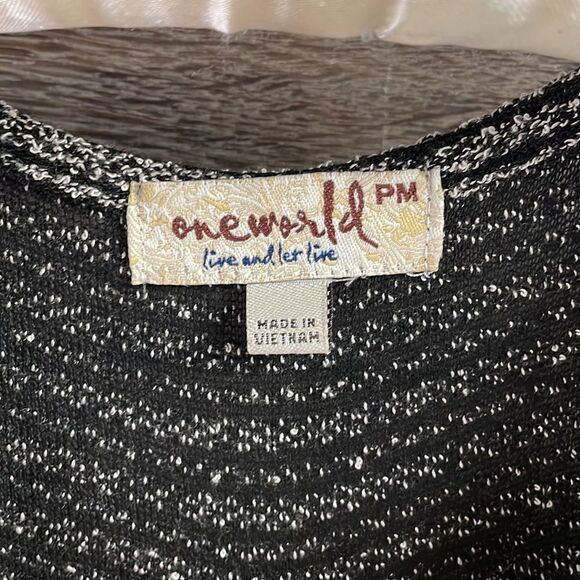 oneworld PM
live and let live
MADE IN
VIETNAM